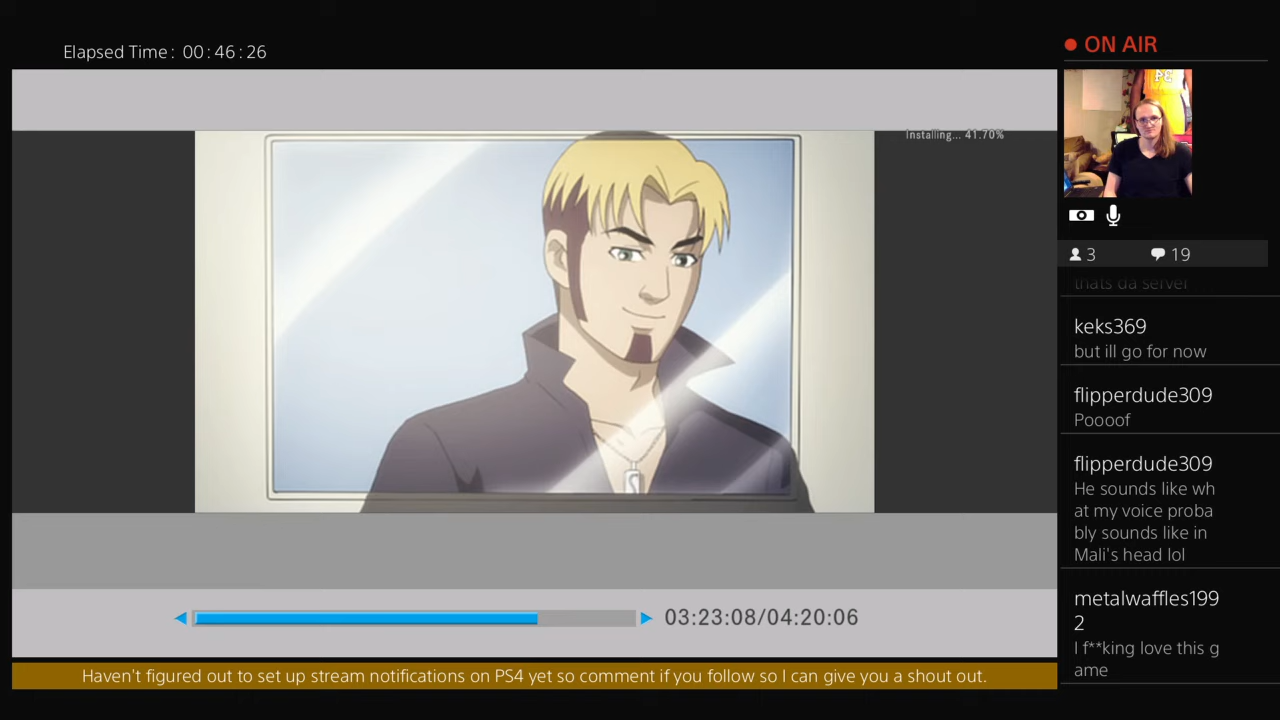 Elapsed Time: 00:46:26
ON AIR
Installing... 41.70%
3
19
thats da server
keks369
but ill go for now
flipperdude309
Poooof
flipperdude309
He sounds like wh
at my voice proba
bly sounds like in
Mali's head lol
metalwaffles199
2
I f**king love this g
ame
03:23:08/04:20:06
Haven't figured out to set up stream notifications on PS4 yet so comment if you follow so I can give you a shout out.